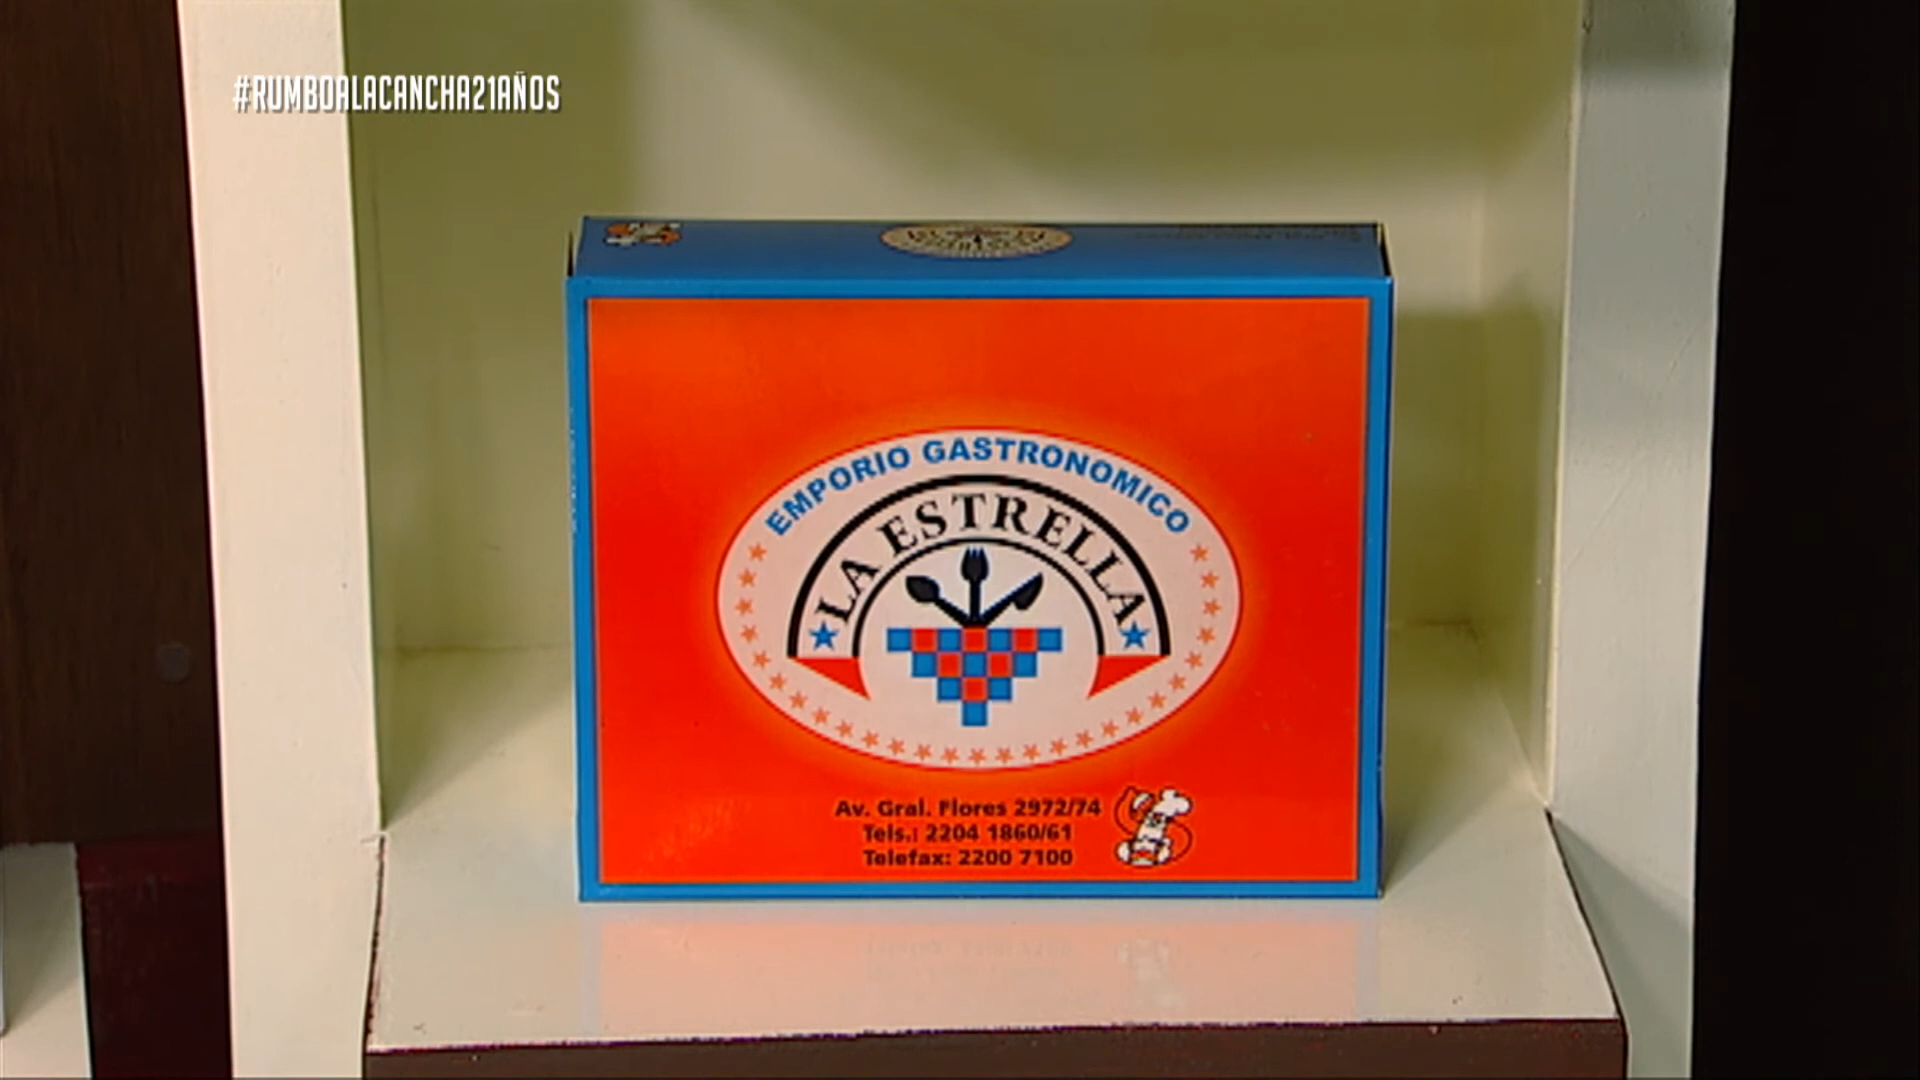 #RUMBOALACANCHA21AÑOS
EMPORIO GASTRONOMICO
LA ESTRELLA
Av. Gral. Flores 2972/74
Tels.: 2204 1860/61
Telefax: 2200 7100